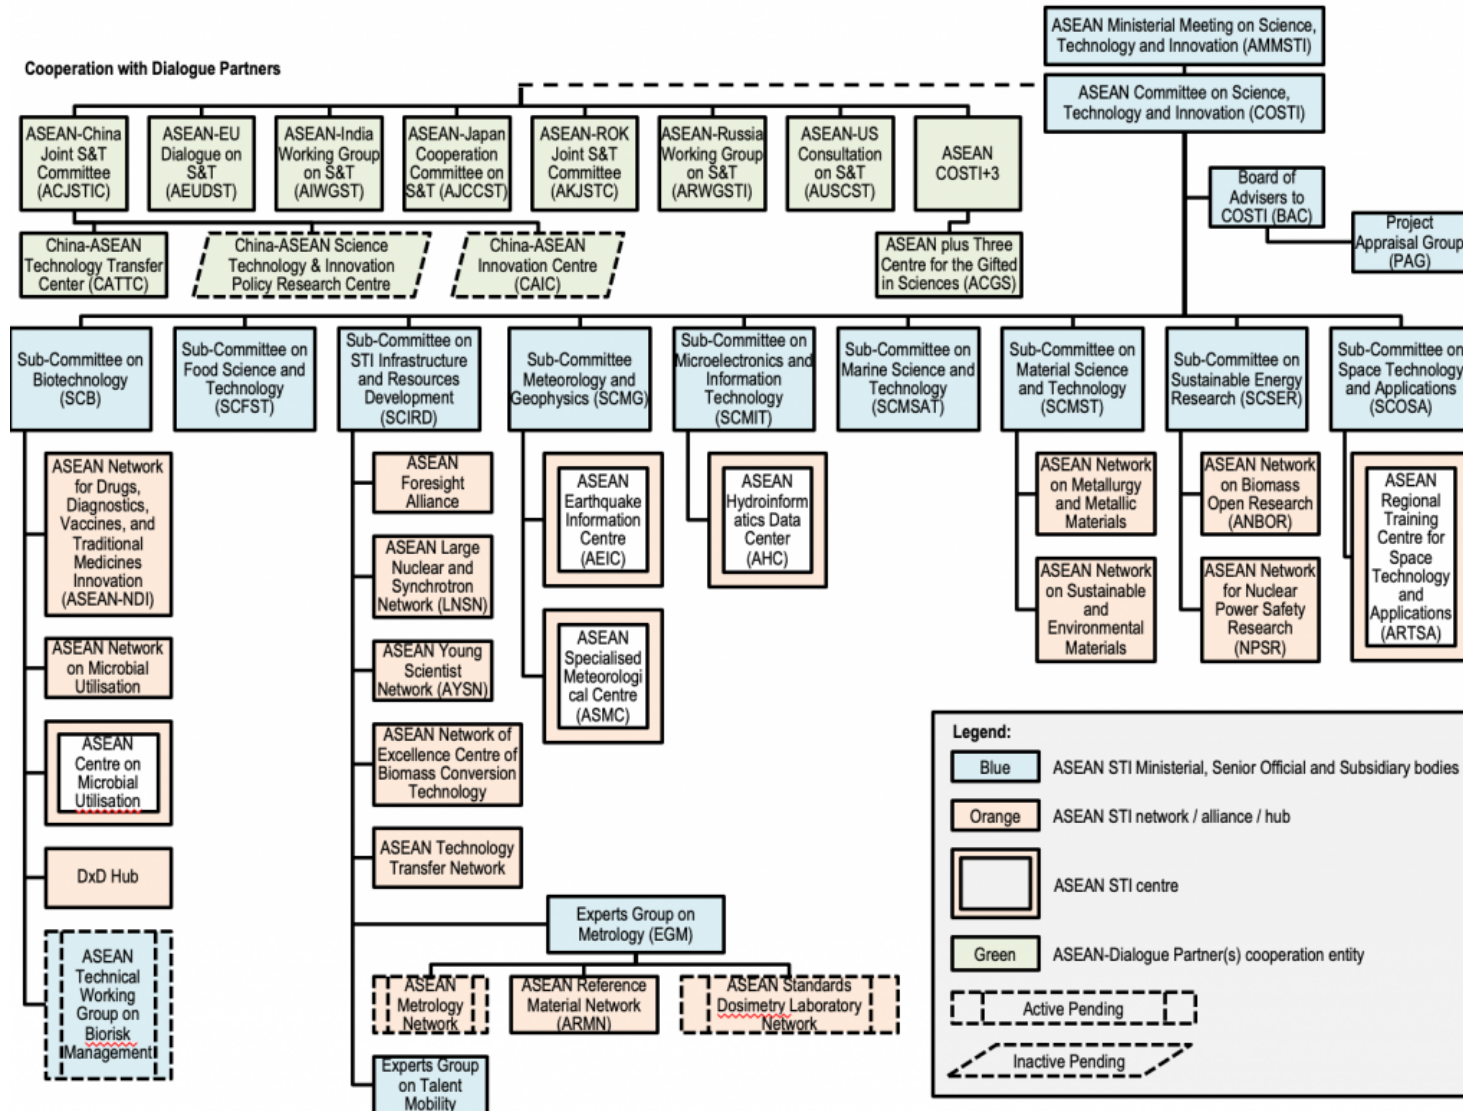 ASEAN Ministerial Meeting on Science,
Technology and Innovation (AMMSTI)
Cooperation with Dialogue Partners
ASEAN Committee on Science,
Technology and Innovation (COSTI)
ASEAN-China
Joint S&T
Committee
(ACJSTIC)
ASEAN-EU
Dialogue on
S&T
(AEUDST)
ASEAN-India
Working Group
on S&T
(AIWGST)
ASEAN-Japan
Cooperation
Committee on
S&T (AJCCST)
ASEAN-ROK
Joint S&T
Committee
(AKJSTC)
ASEAN-Russia
Working Group
on S&T
(ARWGSTI)
ASEAN-US
Consultation
on S&T
(AUSCST)
ASEAN
COSTI+3
Board of
Advisers to
COSTI (BAC)
Project
Appraisal Group
(PAG)
China-ASEAN
Technology Transfer
Center (CATTC)
China-ASEAN Science
Technology & Innovation
Policy Research Centre
China-ASEAN
Innovation Centre
(CAIC)
ASEAN plus Three
Centre for the Gifted
in Sciences (ACGS)
Sub-Committee on
Biotechnology
(SCB)
Sub-Committee on
Food Science and
Technology
(SCFST)
Sub-Committee on
STI Infrastructure
and Resources
Development
(SCIRD)
Sub-Committee
Meteorology and
Geophysics (SCMG)
Sub-Committee on
Microelectronics and
Information
Technology
(SCMIT)
Sub-Committee on
Marine Science and
Technology
(SCMSAT)
Sub-Committee on
Material Science
and Technology
(SCMST)
Sub-Committee on
Sustainable Energy
Research (SCSER)
Sub-Committee on
Space Technology
and Applications
(SCOSA)
ASEAN Network
for Drugs,
Diagnostics,
Vaccines, and
Traditional
Medicines
Innovation
(ASEAN-NDI)
ASEAN Network
on Microbial
Utilisation
ASEAN
Centre on
Microbial
Utilisation
DxD Hub
ASEAN
Technical
Working
Group on
Biorisk
Management
ASEAN
Foresight
Alliance
ASEAN Large
Nuclear and
Synchrotron
Network (LNSN)
ASEAN Young
Scientist
Network (AYSN)
ASEAN Network of
Excellence Centre of
Biomass Conversion
Technology
ASEAN Technology
Transfer Network
Experts Group on
Metrology (EGM)
ASEAN
Metrology
Network
ASEAN Reference
Material Network
(ARMN)
ASEAN Standards
Dosimetry Laboratory
Network
Experts Group
on Talent
Mobility
ASEAN
Earthquake
Information
Centre
(AEIC)
ASEAN
Specialised
Meteorologi
cal Centre
(ASMC)
ASEAN
Hydroinform
atics Data
Center
(AHC)
ASEAN Network
on Metallurgy
and Metallic
Materials
ASEAN Network
on Sustainable
and
Environmental
Materials
ASEAN Network
on Biomass
Open Research
(ANBOR)
ASEAN Network
for Nuclear
Power Safety
Research
(NPSR)
ASEAN
Regional
Training
Centre for
Space
Technology
and
Applications
(ARTSA)
Legend:
Blue
ASEAN STI Ministerial, Senior Official and Subsidiary bodies
Orange
ASEAN STI network / alliance / hub
ASEAN STI centre
Green
ASEAN-Dialogue Partner(s) cooperation entity
Active Pending
Inactive Pending